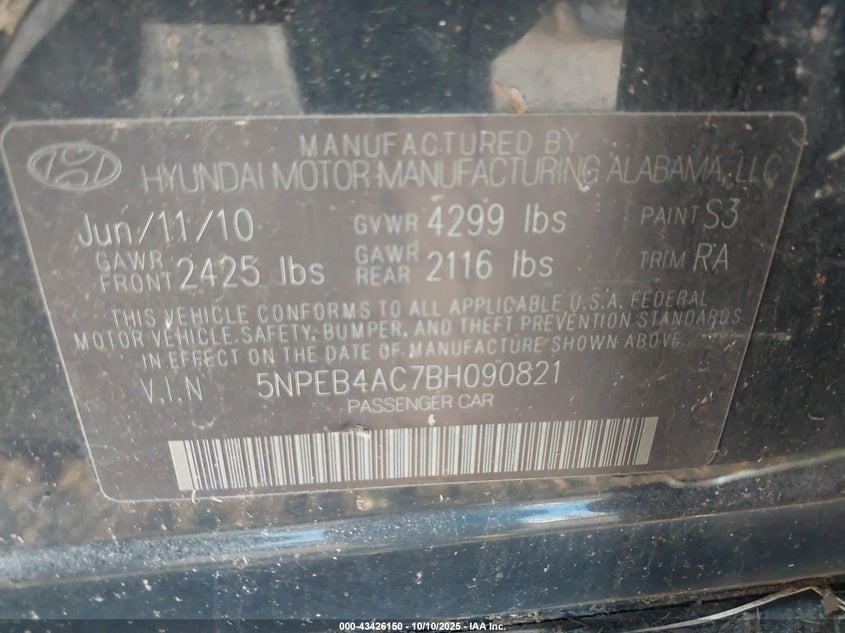 MANUFACTURED BY
HYUNDAI MOTOR MANUFACTURING ALABAMA, LLC
Jun/11/10 GVWR 4299 lbs PAINT S3
GAWR FRONT 2425 lbs GAWR REAR 2116 lbs TRIM RA
THIS VEHICLE CONFORMS TO ALL APPLICABLE U.S.A. FEDERAL
MOTOR VEHICLE SAFETY, BUMPER, AND THEFT PREVENTION STANDARDS
IN EFFECT ON THE DATE OF MANUFACTURE SHOWN ABOVE.
V.I.N 5NPEB4AC7BH090821
PASSENGER CAR
000-43426150 - 10/10/2025 - IAA Inc.